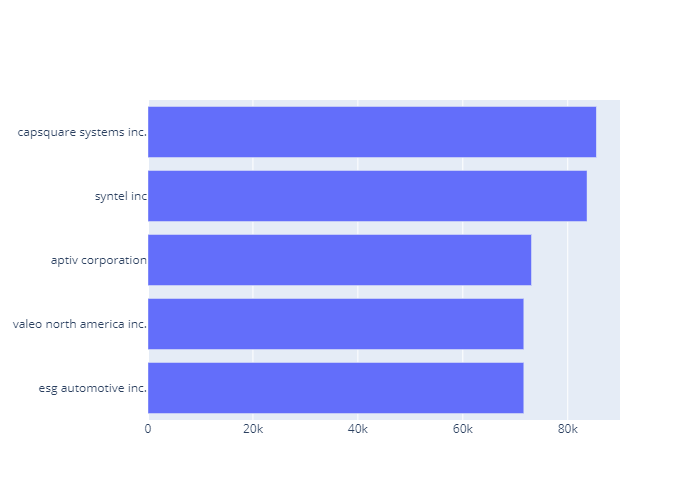 capsquare systems inc.
syntel inc
aptiv corporation
valeo north america inc.
esg automotive inc.
0 20k 40k 60k 80k